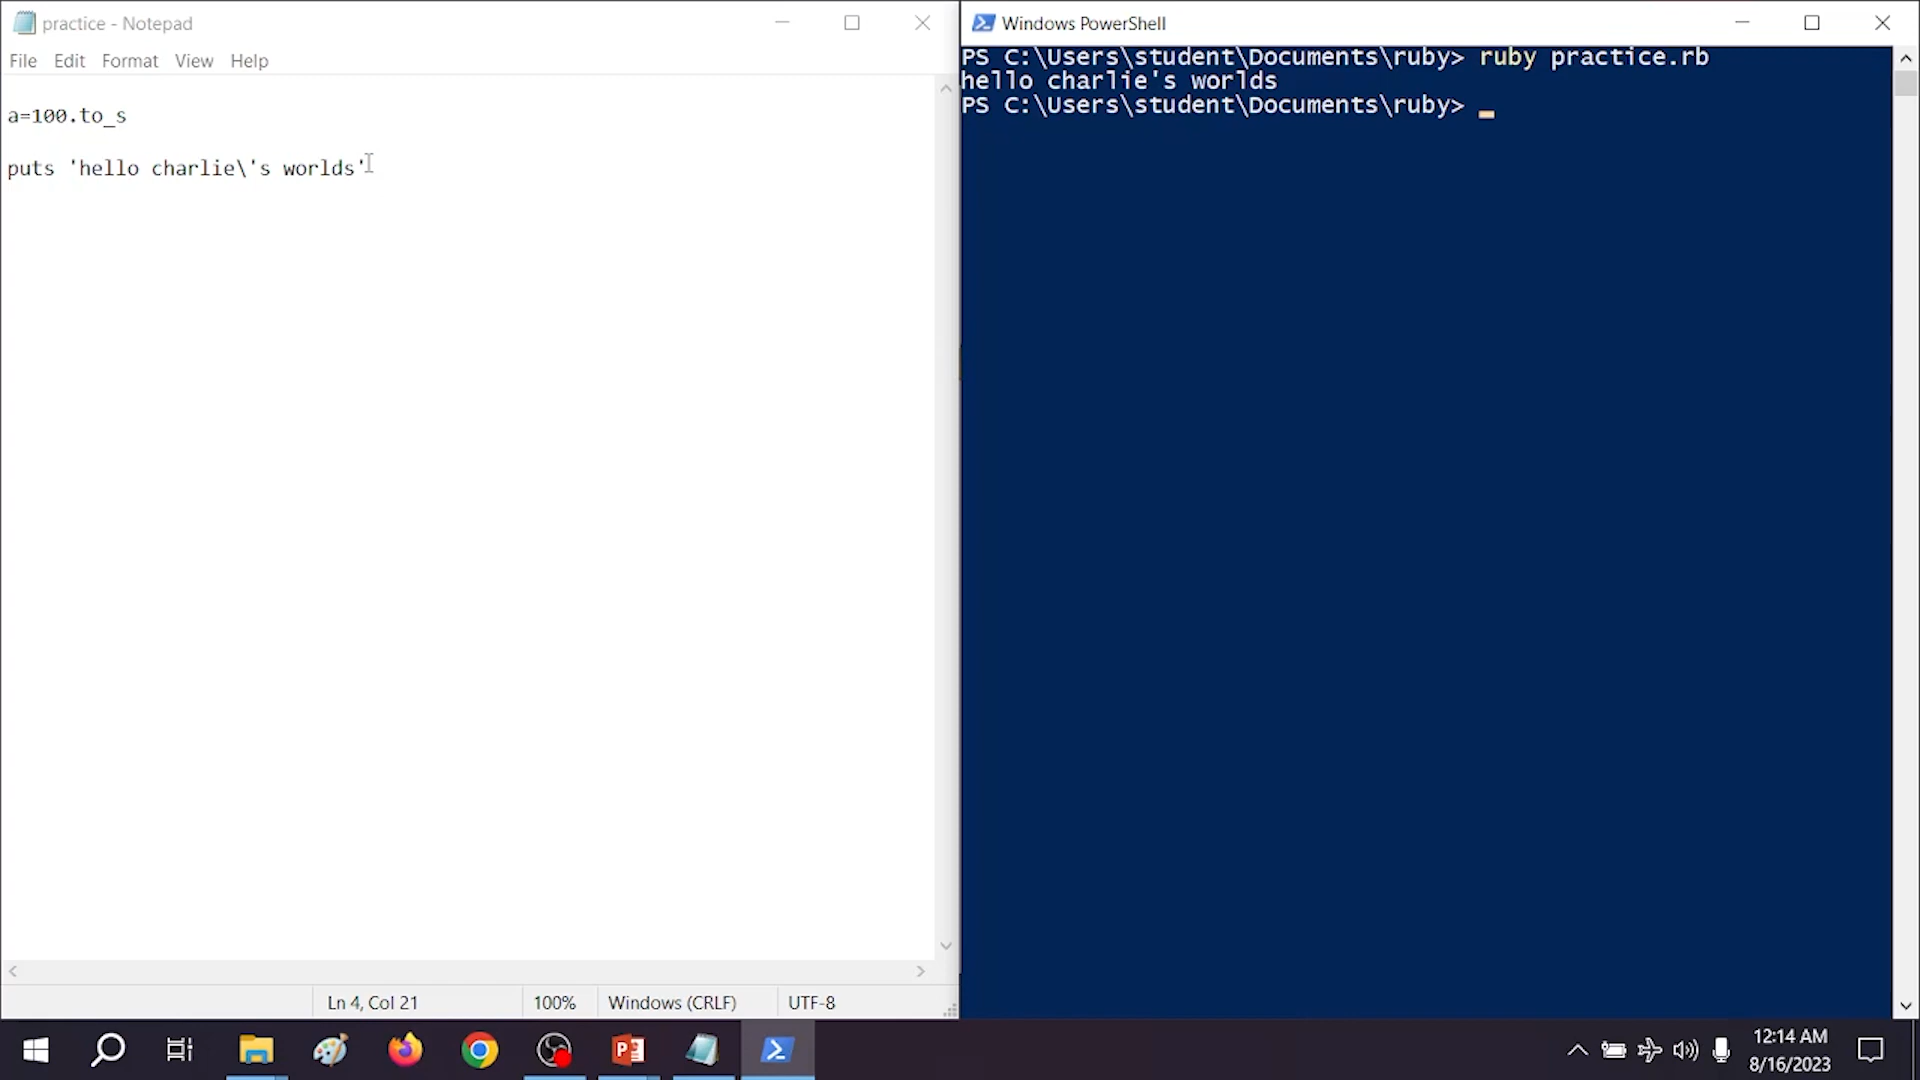 practice - Notepad
File Edit Format View Help
a=100.to_s
puts 'hello charlie\'s worlds'
Ln 4, Col 21 100% Windows (CRLF) UTF-8
Windows PowerShell
PS C:\Users\student\Documents\ruby> ruby practice.rb
hello charlie's worlds
PS C:\Users\student\Documents\ruby>
12:14 AM
8/16/2023